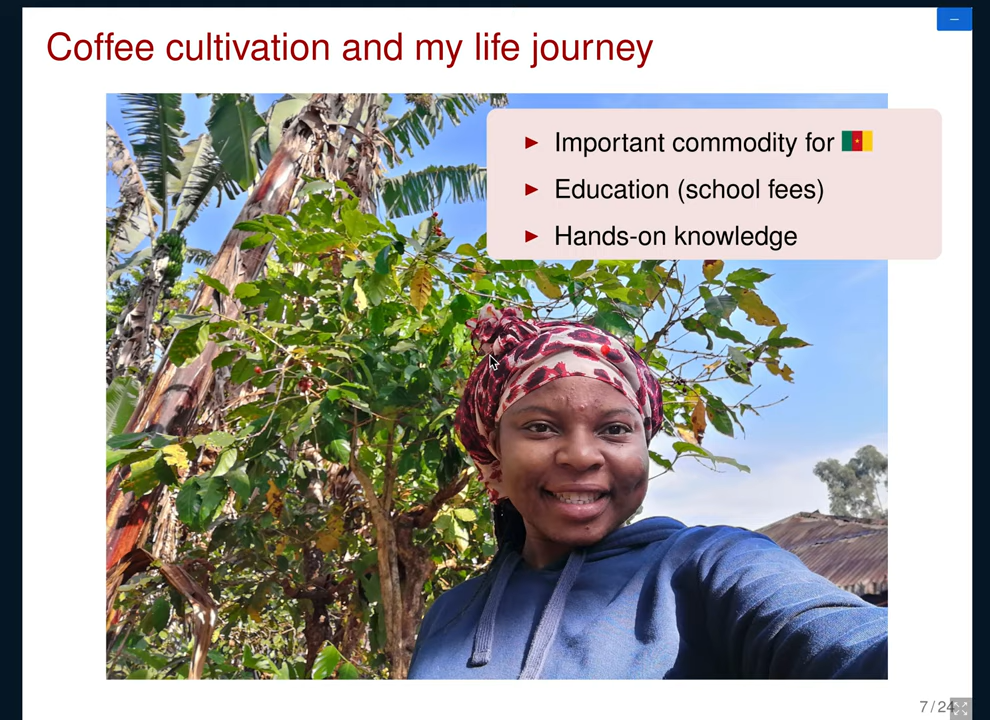 Coffee cultivation and my life journey
Important commodity for
Education (school fees)
Hands-on knowledge
7 / 24